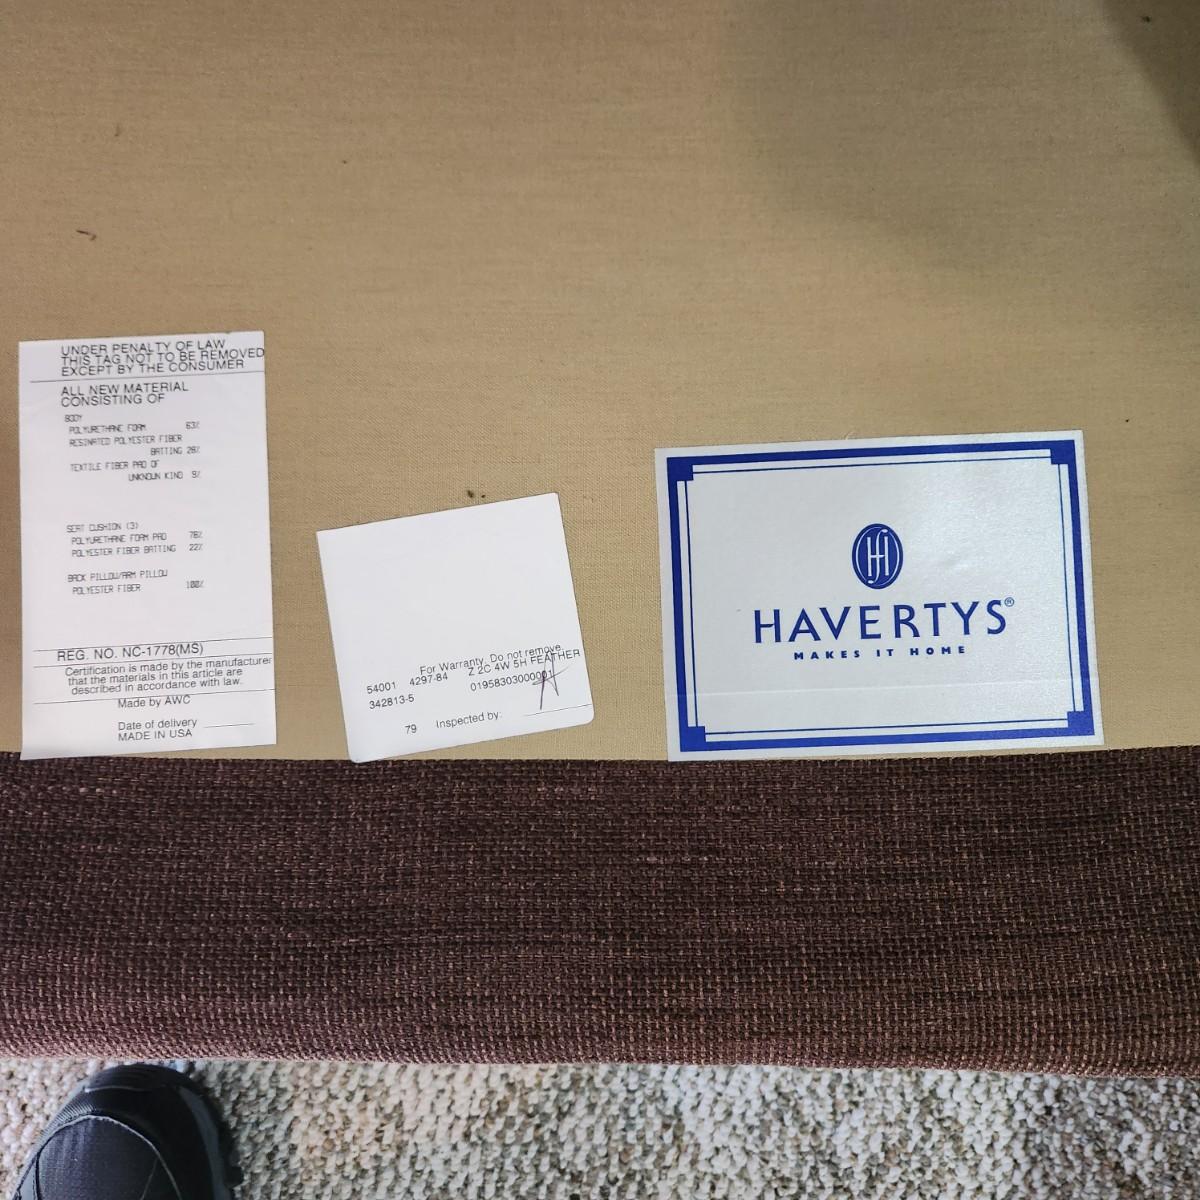 UNDER PENALTY OF LAW
THIS TAG NOT TO BE REMOVED
EXCEPT BY THE CONSUMER
ALL NEW MATERIAL
CONSISTING OF
BODY
POLYURETHANE FOAM 63%
RESINATED POLYESTER FIBER
BATTING 28%
TEXTILE FIBER PAD OF
UNKNOWN KIND 9%
SEAT CUSHION (3)
POLYURETHANE FOAM PAD 78%
POLYESTER FIBER BATTING 22%
BACK PILLOW/ARM PILLOW
POLYESTER FIBER 100%
REG. NO. NC-1778(MS)
Certification is made by the manufacturer
that the materials in this article are
described in accordance with law.
Made by AWC
Date of delivery
MADE IN USA
For Warranty, Do not remove
54001 4297-84 Z 2C 4W 5H FEATHER
342813-5 0195830300001
79 Inspected by:
HAVERTYS®
MAKES IT HOME